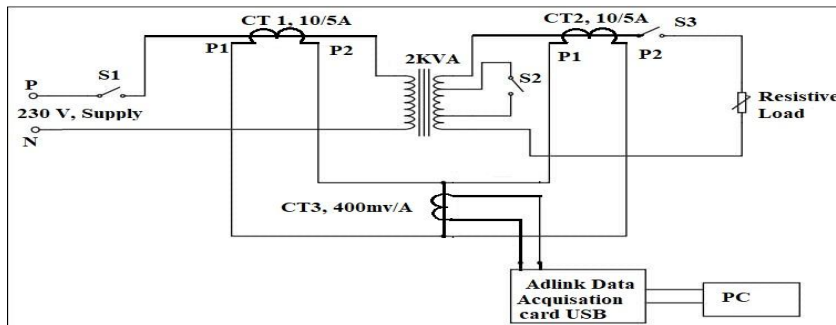 CT 1, 10/5A
CT2, 10/5A
S3
P1
P2
P1
P2
2KVA
S1
S2
P
230 V, Supply
N
Resistive
Load
CT3, 400mv/A
Adlink Data
Acquisation
card USB
PC